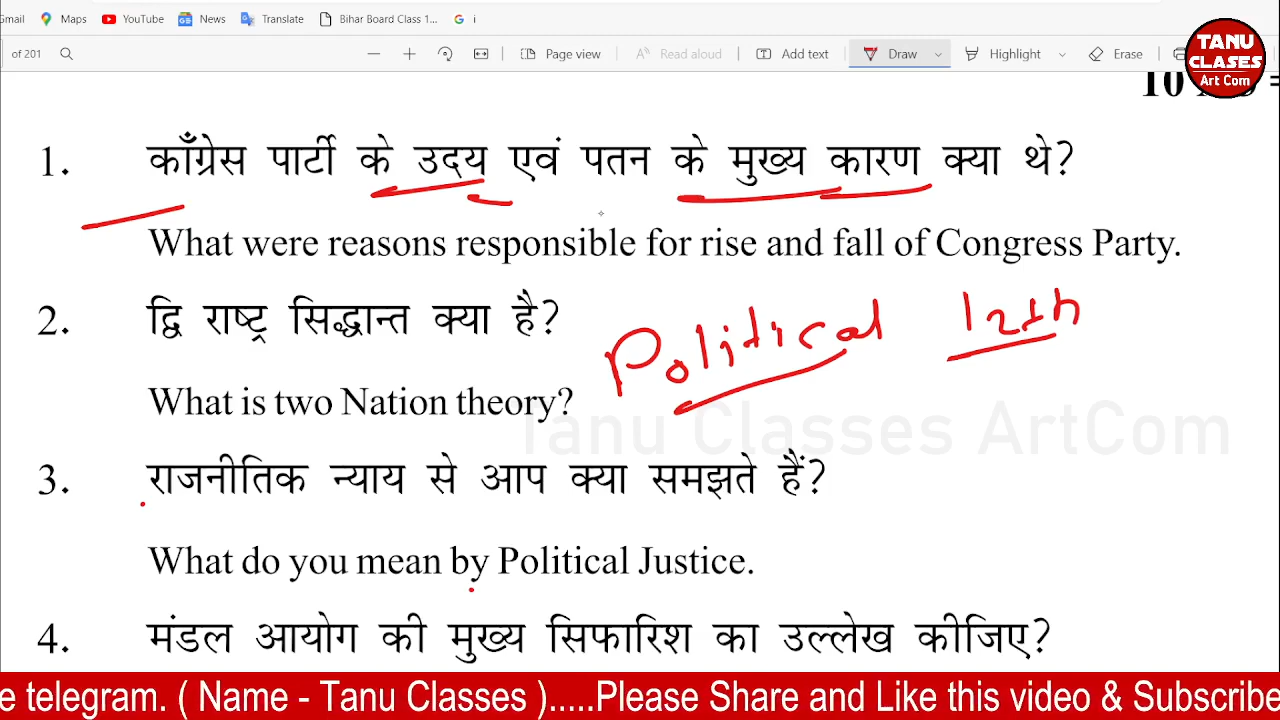 Gmail Maps YouTube News Translate Bihar Board Class 1... i
of 201 Page view Read aloud Add text Draw Highlight Erase
TANU
CLASES
Art Com
10
1. काँग्रेस पार्टी के उदय एवं पतन के मुख्य कारण क्या थे?
What were reasons responsible for rise and fall of Congress Party.
2. द्वि राष्ट्र सिद्धान्त क्या है?
Political 12th
What is two Nation theory?
Tanu Classes ArtCom
3. राजनीतिक न्याय से आप क्या समझते हैं?
What do you mean by Political Justice.
4. मंडल आयोग की मुख्य सिफारिश का उल्लेख कीजिए?
e telegram. ( Name - Tanu Classes ).....Please Share and Like this video & Subscribe